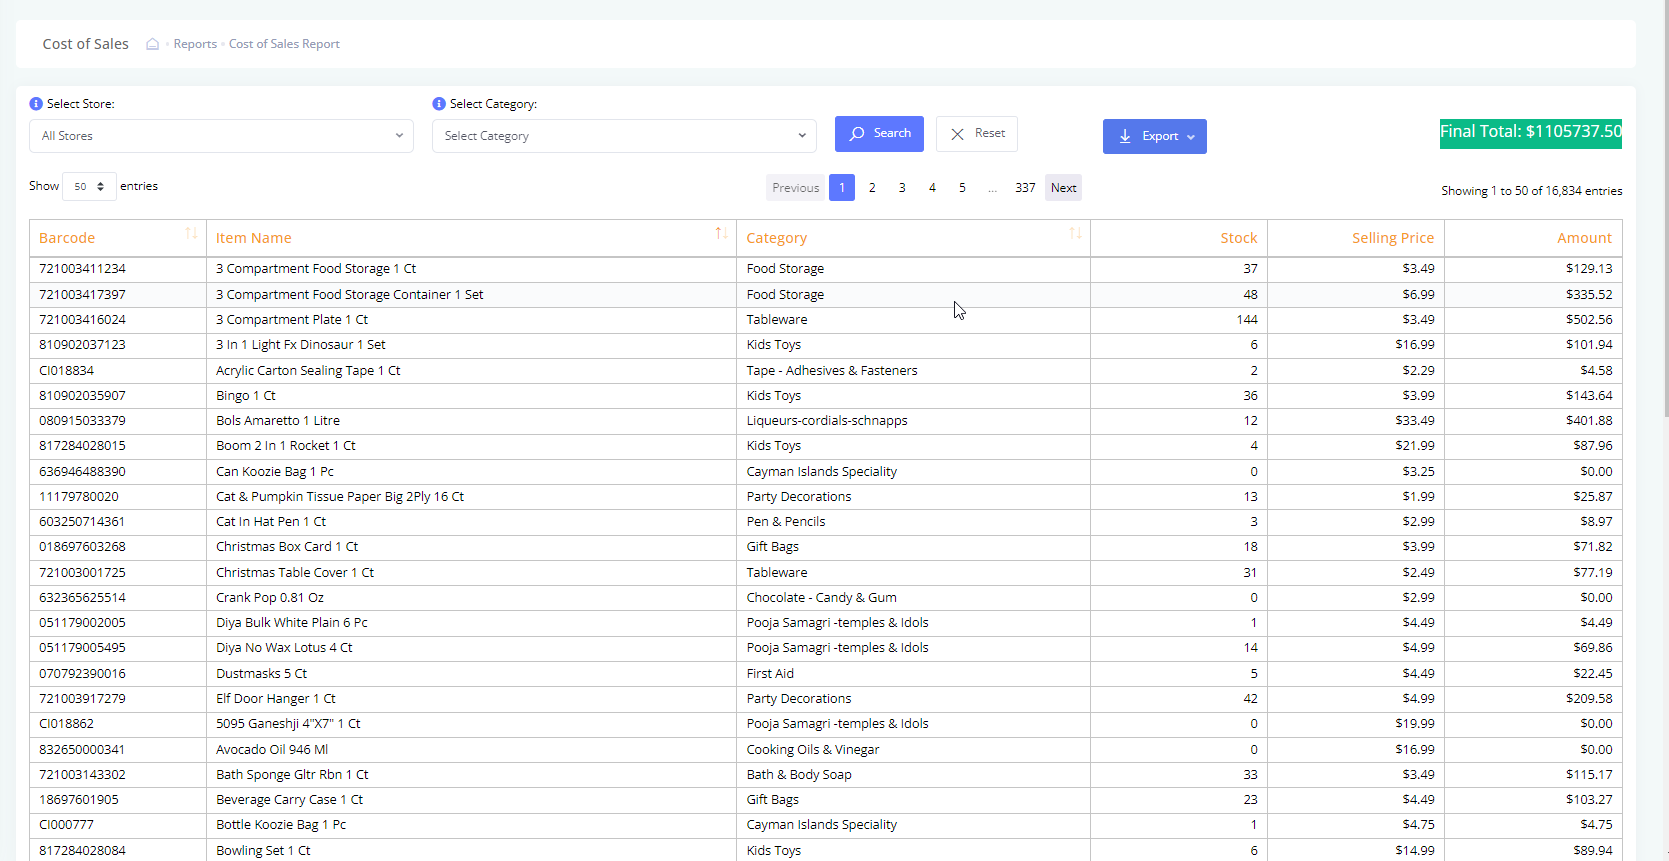 Cost of Sales Reports Cost of Sales Report
Select Store: Select Category:
All Stores Select Category Search Reset Export Final Total: $1105737.50
Show 50 entries Previous 1 2 3 4 5 ... 337 Next Showing 1 to 50 of 16,834 entries
Barcode Item Name Category Stock Selling Price Amount
721003411234 3 Compartment Food Storage 1 Ct Food Storage 37 $3.49 $129.13
721003417397 3 Compartment Food Storage Container 1 Set Food Storage 48 $6.99 $335.52
721003416024 3 Compartment Plate 1 Ct Tableware 144 $3.49 $502.56
810902037123 3 In 1 Light Fx Dinosaur 1 Set Kids Toys 6 $16.99 $101.94
CI018834 Acrylic Carton Sealing Tape 1 Ct Tape - Adhesives & Fasteners 2 $2.29 $4.58
810902035907 Bingo 1 Ct Kids Toys 36 $3.99 $143.64
080915033379 Bols Amaretto 1 Litre Liqueurs-cordials-schnapps 12 $33.49 $401.88
817284028015 Boom 2 In 1 Rocket 1 Ct Kids Toys 4 $21.99 $87.96
636946488390 Can Koozie Bag 1 Pc Cayman Islands Speciality 0 $3.25 $0.00
11179780020 Cat & Pumpkin Tissue Paper Big 2Ply 16 Ct Party Decorations 13 $1.99 $25.87
603250714361 Cat In Hat Pen 1 Ct Pen & Pencils 3 $2.99 $8.97
018697603268 Christmas Box Card 1 Ct Gift Bags 18 $3.99 $71.82
721003001725 Christmas Table Cover 1 Ct Tableware 31 $2.49 $77.19
632365625514 Crank Pop 0.81 Oz Chocolate - Candy & Gum 0 $2.99 $0.00
051179002005 Diya Bulk White Plain 6 Pc Pooja Samagri -temples & Idols 1 $4.49 $4.49
051179005495 Diya No Wax Lotus 4 Ct Pooja Samagri -temples & Idols 14 $4.99 $69.86
070792390016 Dustmasks 5 Ct First Aid 5 $4.49 $22.45
721003917279 Elf Door Hanger 1 Ct Party Decorations 42 $4.99 $209.58
CI018862 5095 Ganeshji 4"X7" 1 Ct Pooja Samagri -temples & Idols 0 $19.99 $0.00
832650000341 Avocado Oil 946 Ml Cooking Oils & Vinegar 0 $16.99 $0.00
721003143302 Bath Sponge Gltr Rbn 1 Ct Bath & Body Soap 33 $3.49 $115.17
18697601905 Beverage Carry Case 1 Ct Gift Bags 23 $4.49 $103.27
CI000777 Bottle Koozie Bag 1 Pc Cayman Islands Speciality 1 $4.75 $4.75
817284028084 Bowling Set 1 Ct Kids Toys 6 $14.99 $89.94